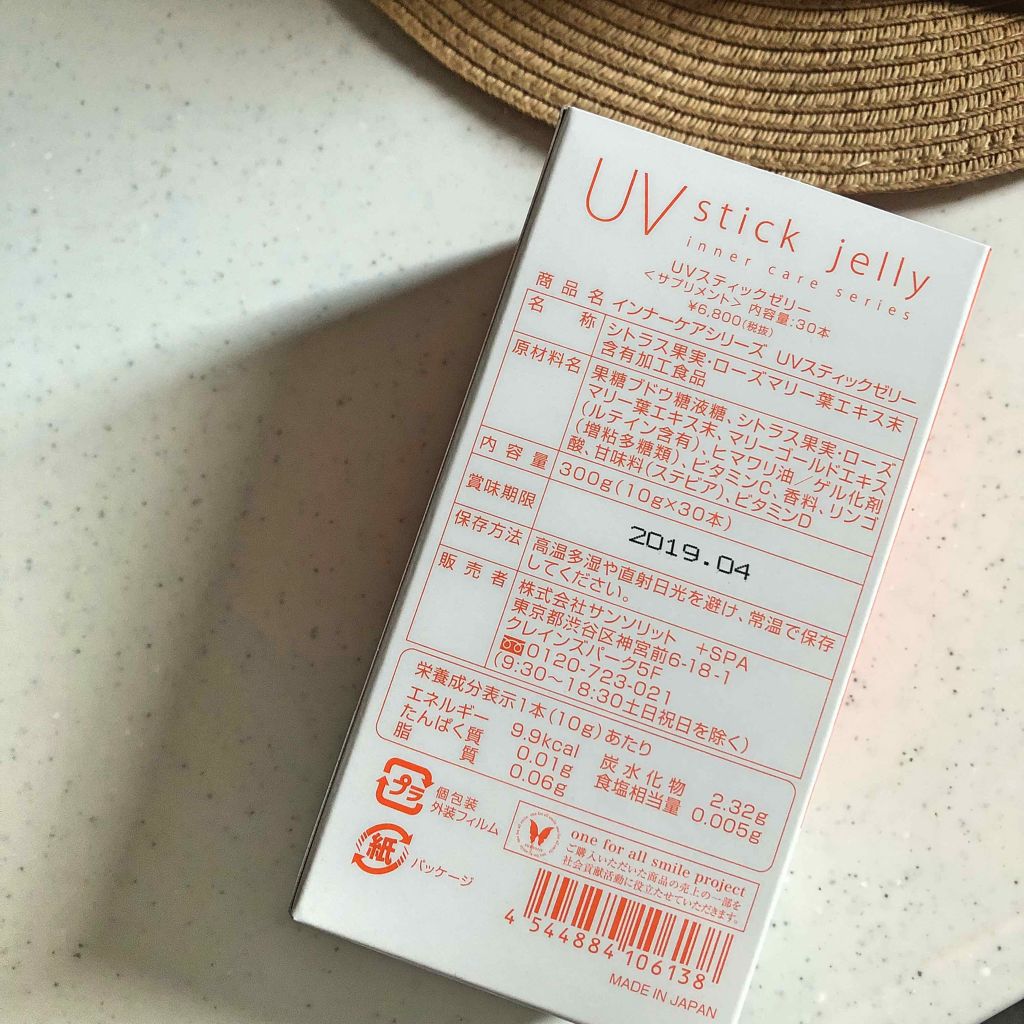 UV stick jelly
inner care series
UVスティックゼリー
<サプリメント> 内容量:30本
¥6,800(税抜)
商品名 インナーケアシリーズ UVスティックゼリー
名称 シトラス果実・ローズマリー葉エキス末
含有加工食品
原材料名 果糖ブドウ糖液糖、シトラス果実・ローズ
マリー葉エキス末、マリーゴールドエキス
(ルテイン含有)、ヒマワリ油/ゲル化剤
(増粘多糖類)、ビタミンC、香料、リンゴ
酸、甘味料(ステビア)、ビタミンD
内容量 300g(10g×30本)
賞味期限 2019.04
保存方法 高温多湿や直射日光を避け、常温で保存
してください。
販売者 株式会社サンソリット +SPA
東京都渋谷区神宮前6-18-1
クレインズパーク5F
0120-723-021
(9:30〜18:30土日祝日を除く)
栄養成分表示1本(10g)あたり
エネルギー 9.9kcal 炭水化物 2.32g
たんぱく質 0.01g 食塩相当量 0.005g
脂質 0.06g
プラ 個包装
外装フィルム
紙 パッケージ
one for all smile project
ご購入いただいた商品の売上の一部を
社会貢献活動に役立たせていただきます。
4 544884 106138
MADE IN JAPAN